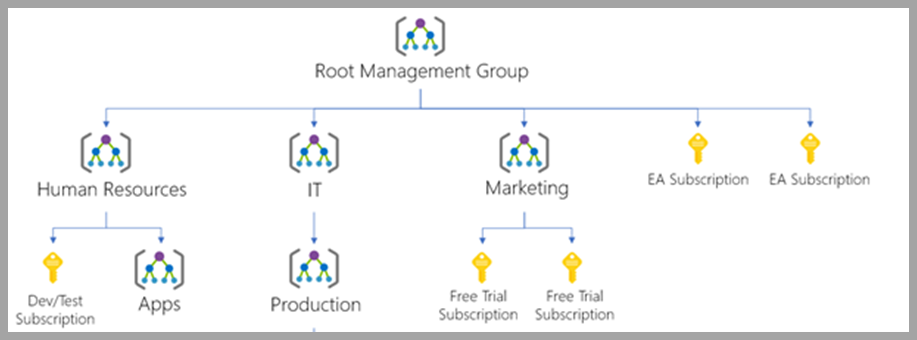 Root Management Group
Human Resources
IT
Marketing
EA Subscription
EA Subscription
Dev/Test
Subscription
Apps
Production
Free Trial
Subscription
Free Trial
Subscription